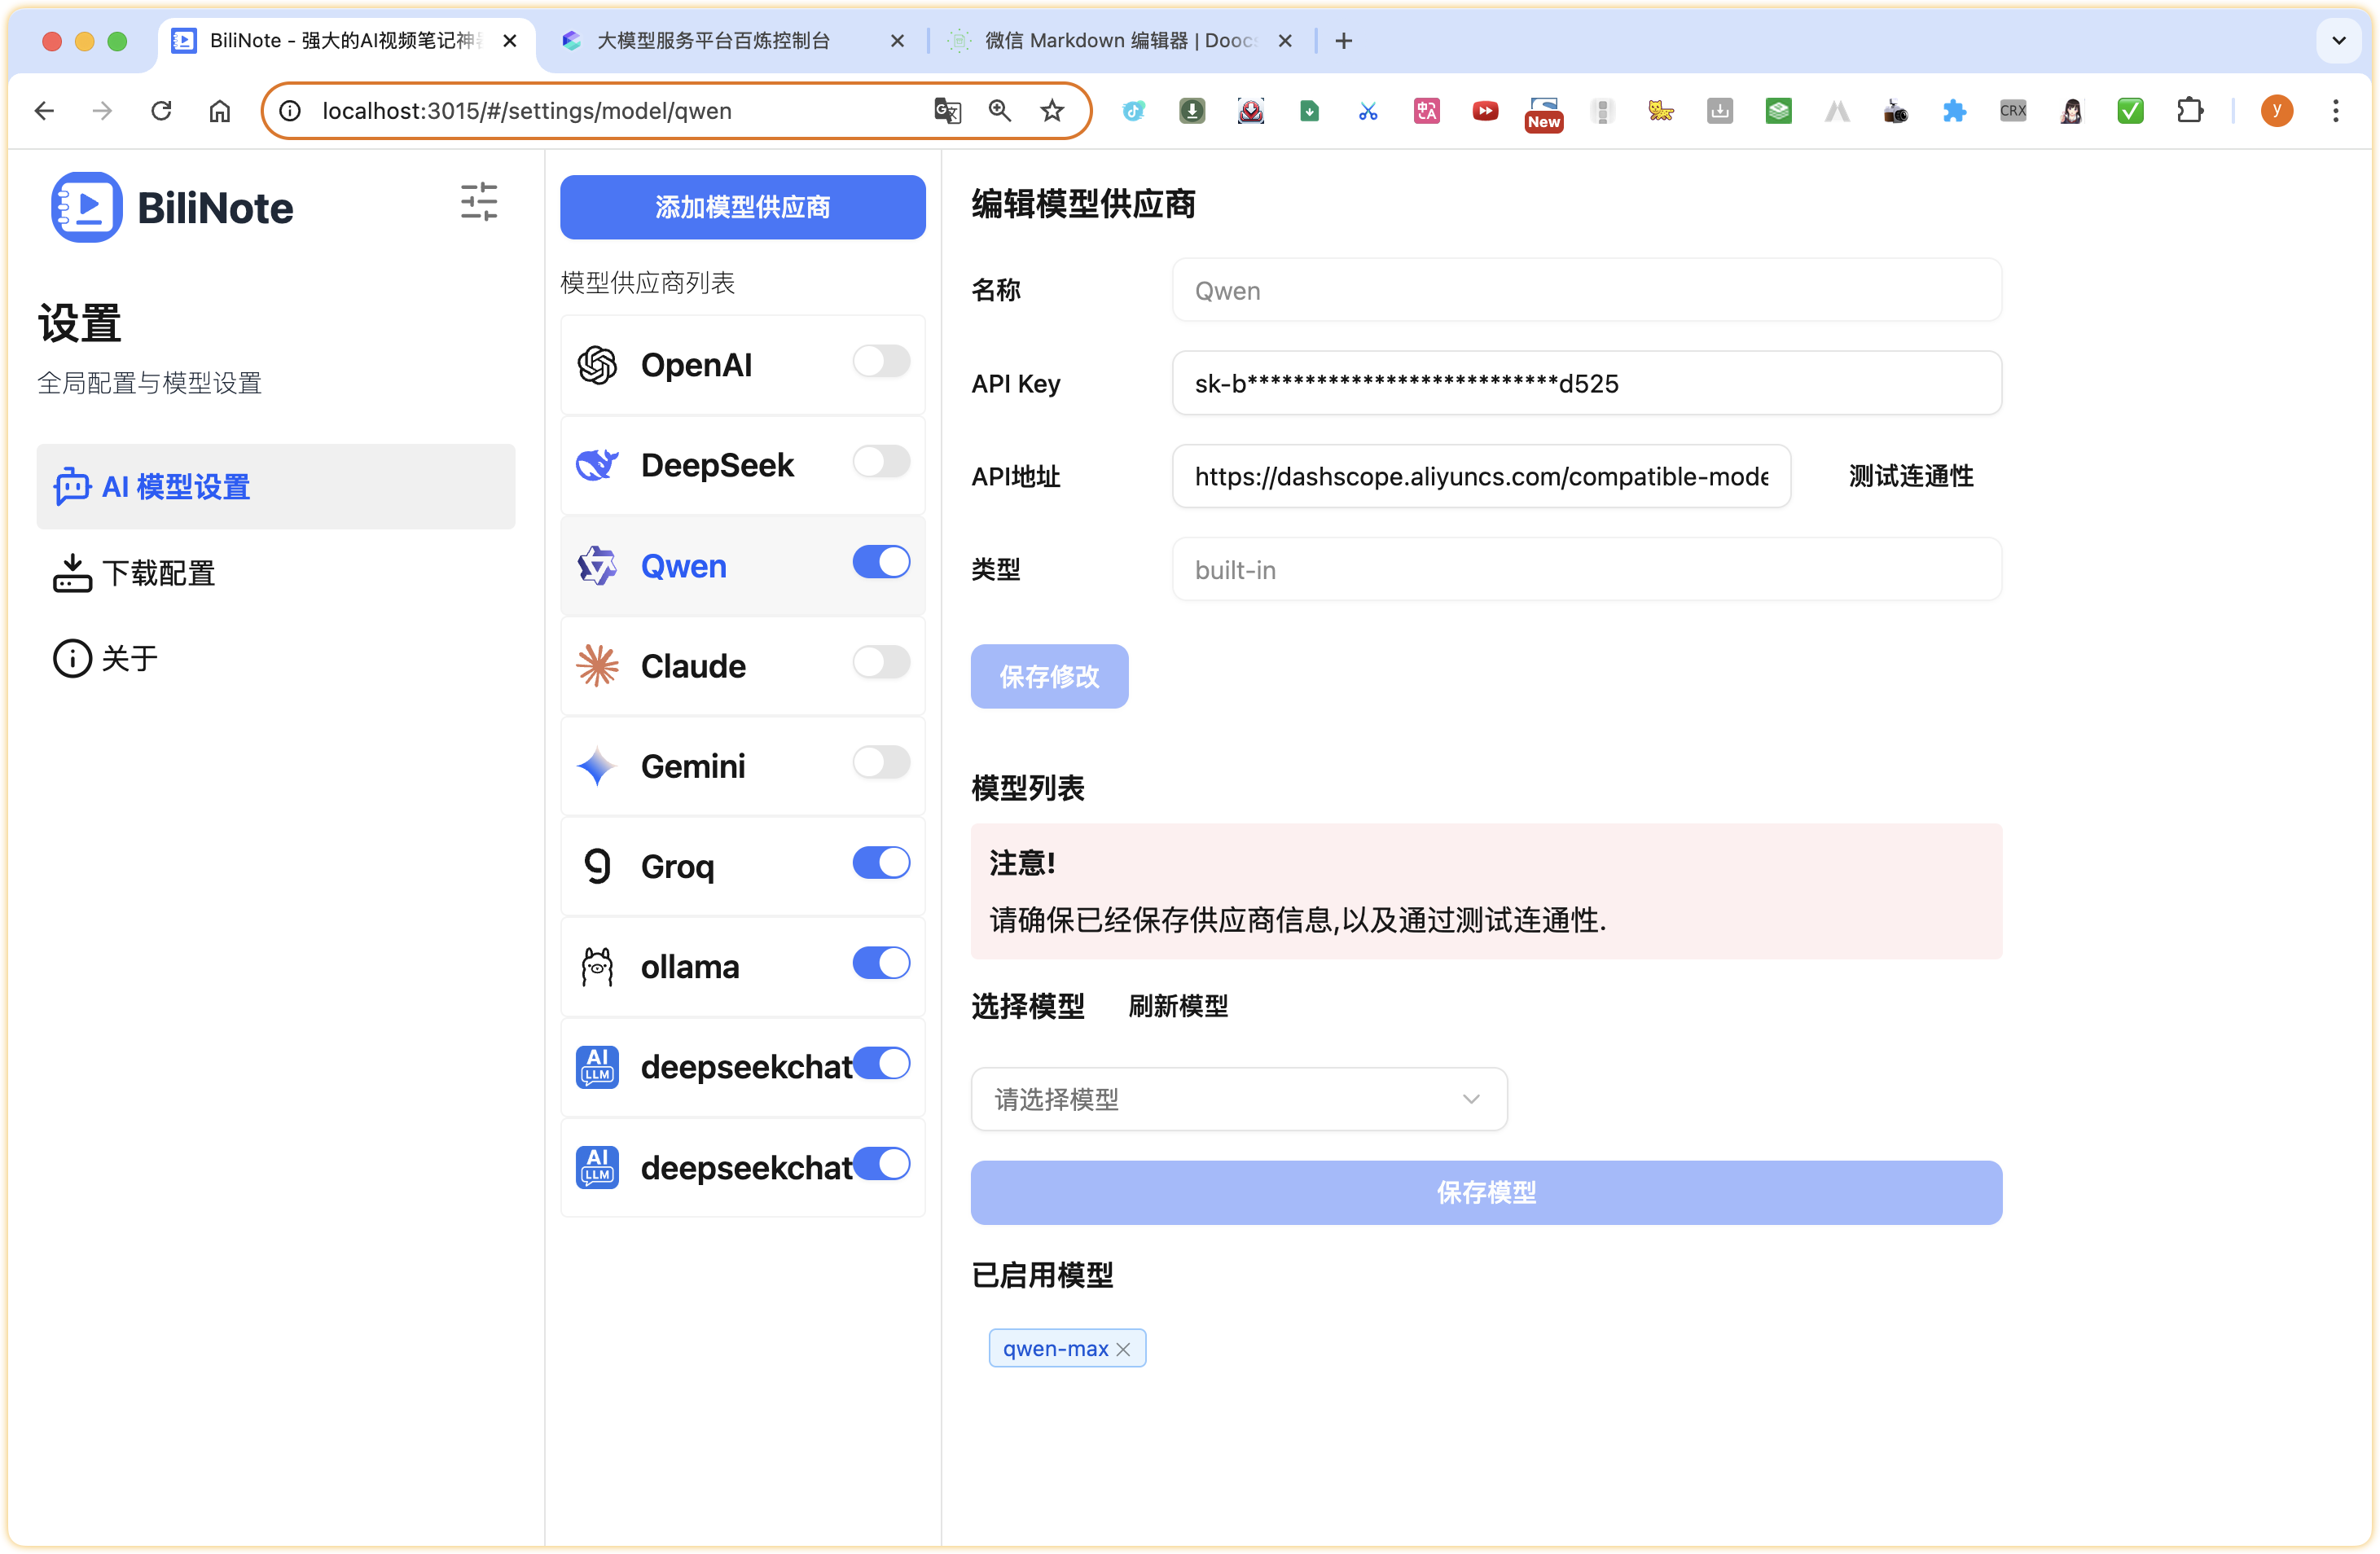 BiliNote - 强大的AI视频笔记神
大模型服务平台百炼控制台
微信 Markdown 编辑器 | Dooc
localhost:3015/#/settings/model/qwen
New
CRX
y
BiliNote
设置
全局配置与模型设置
AI 模型设置
下载配置
关于
添加模型供应商
模型供应商列表
OpenAI
DeepSeek
Qwen
Claude
Gemini
Groq
ollama
AI LLM
deepseekchat
AI LLM
deepseekchat
编辑模型供应商
名称
Qwen
API Key
sk-b***************************d525
API地址
https://dashscope.aliyuncs.com/compatible-mode
测试连通性
类型
built-in
保存修改
模型列表
注意!
请确保已经保存供应商信息,以及通过测试连通性.
选择模型
刷新模型
请选择模型
保存模型
已启用模型
qwen-max